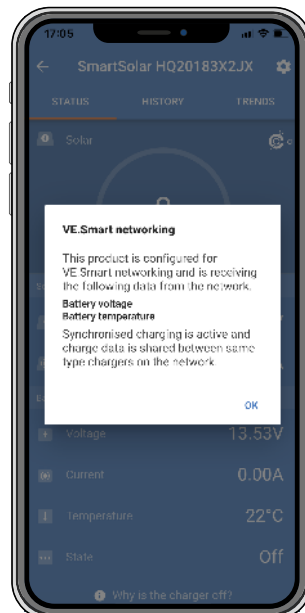 17:05
SmartSolar HQ20183X2JX
STATUS HISTORY TRENDS
Solar
VE.Smart networking
This product is configured for
VE Smart networking and is receiving
the following data from the network.
Battery voltage
Battery temperature
Synchronised charging is active and
charge data is shared between same
type chargers on the network
OK
Voltage 13.53V
Current 0.00A
Temperature 22°C
State Off
Why is the charger off?